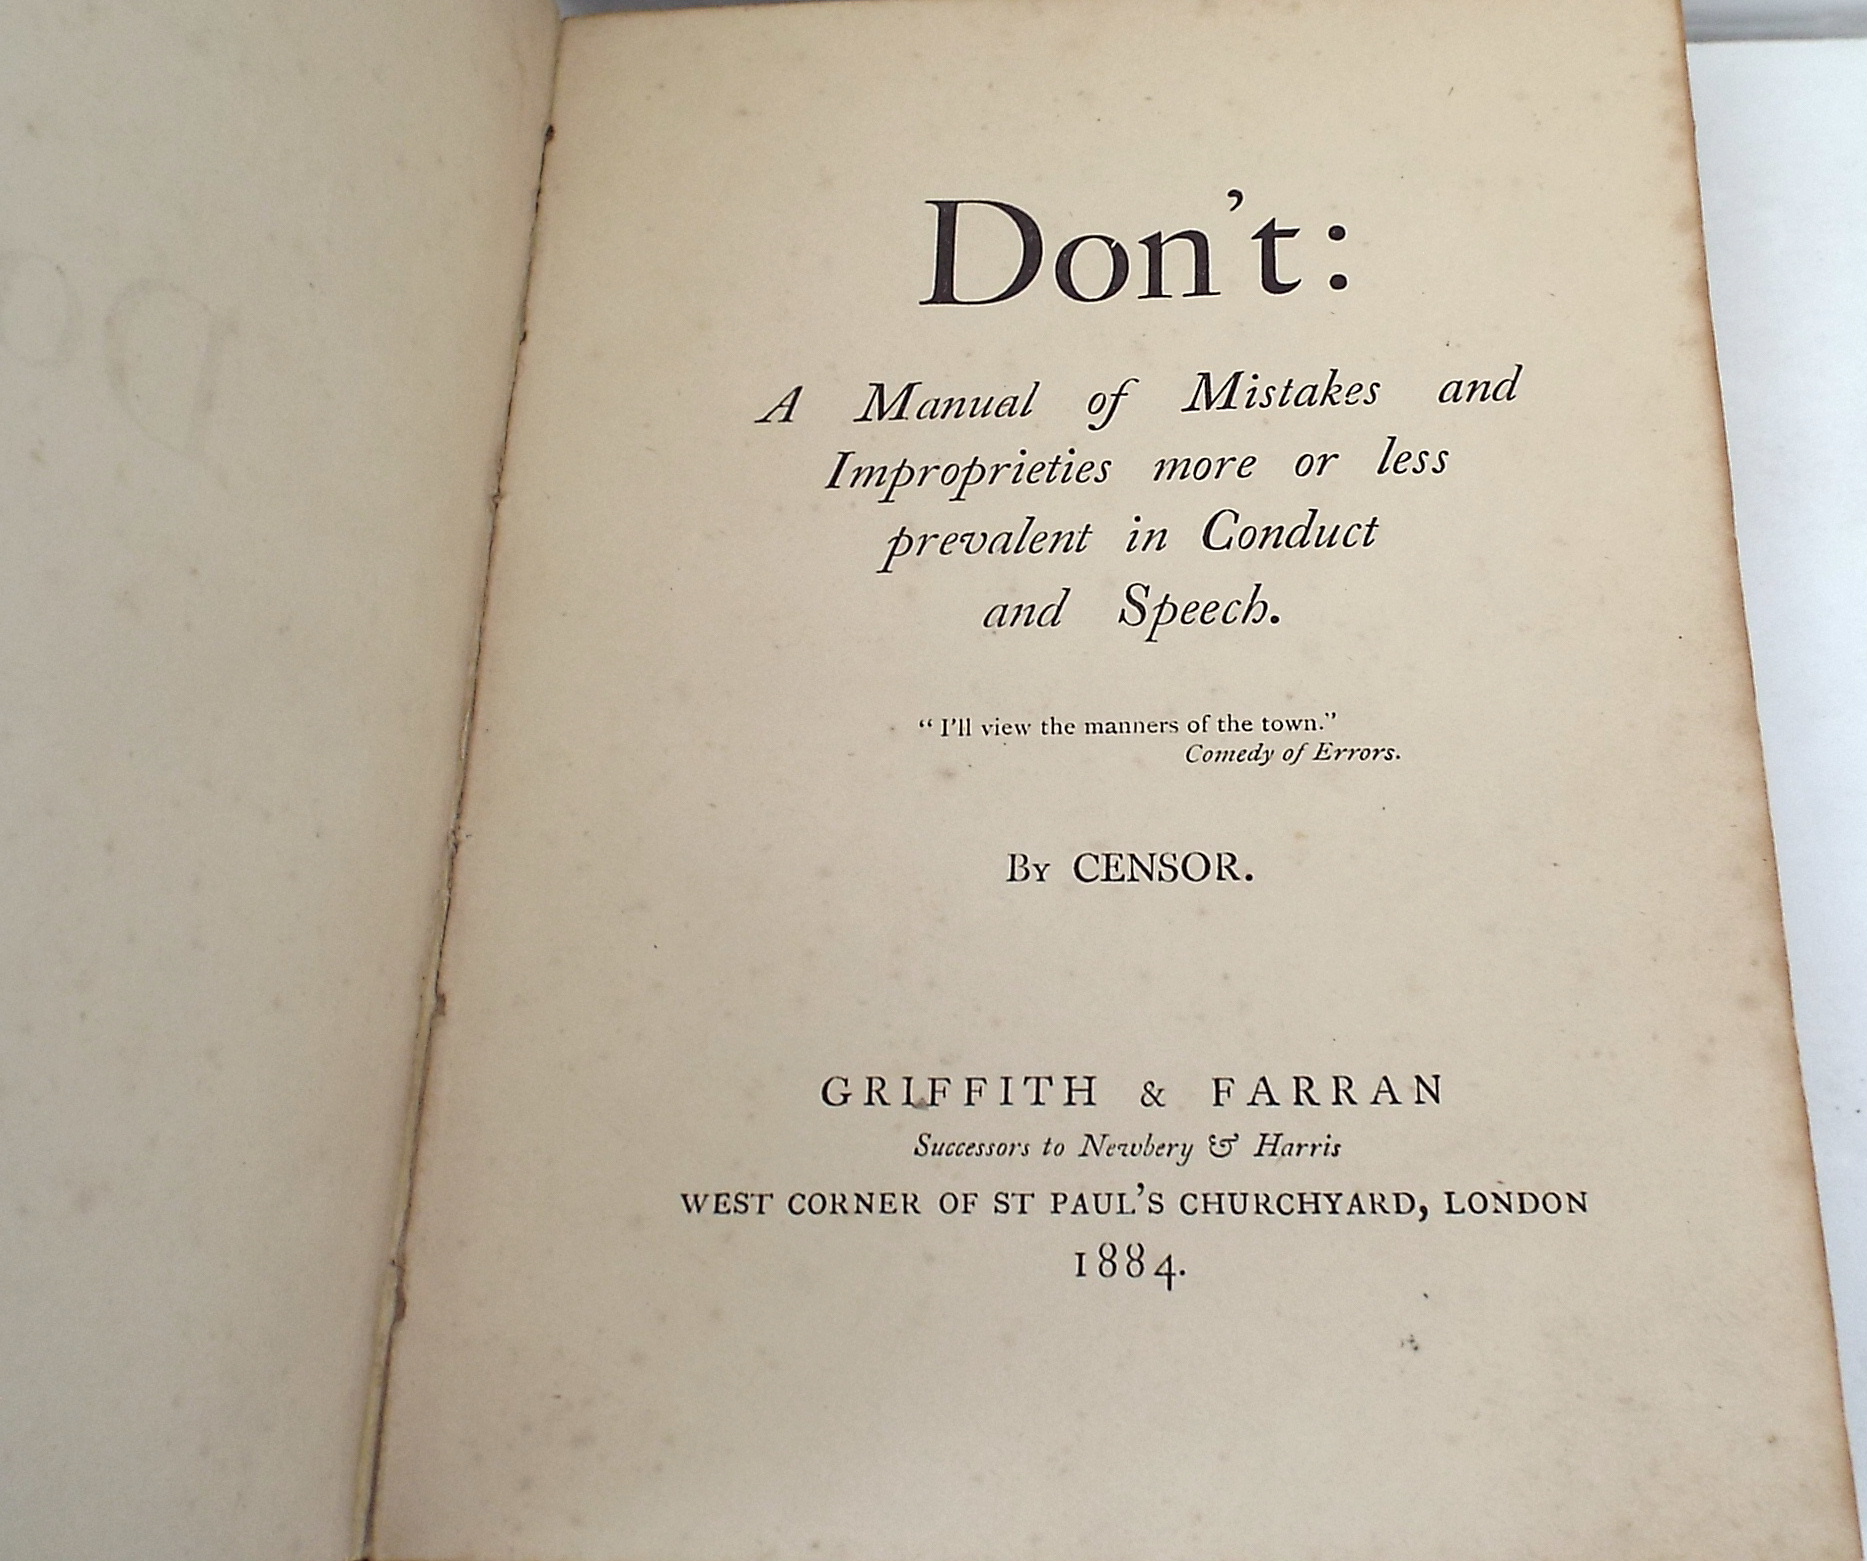 Don't:
A Manual of Mistakes and
Improprieties more or less
prevalent in Conduct
and Speech.
“I'll view the manners of the town.”
Comedy of Errors.
By CENSOR.
GRIFFITH & FARRAN
Successors to Newbery & Harris
WEST CORNER OF ST PAUL'S CHURCHYARD, LONDON
1884.